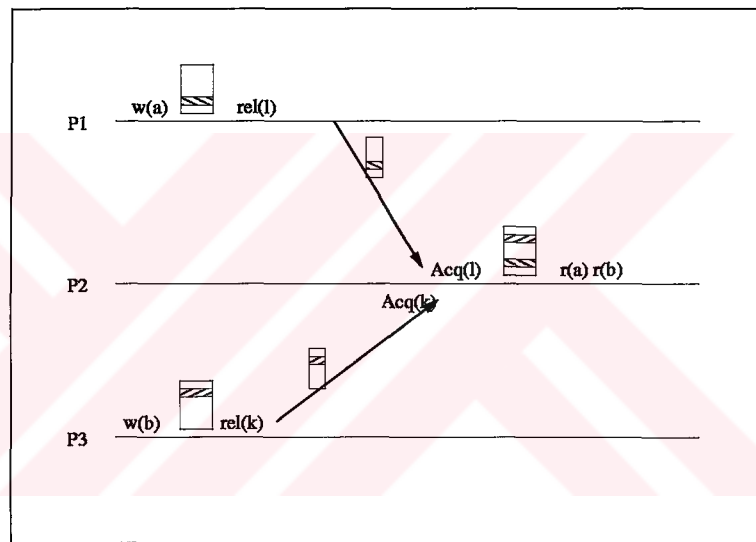 w(a) rel(l)
P1
Acq(l) r(a) r(b)
P2
Acq(k)
w(b) rel(k)
P3